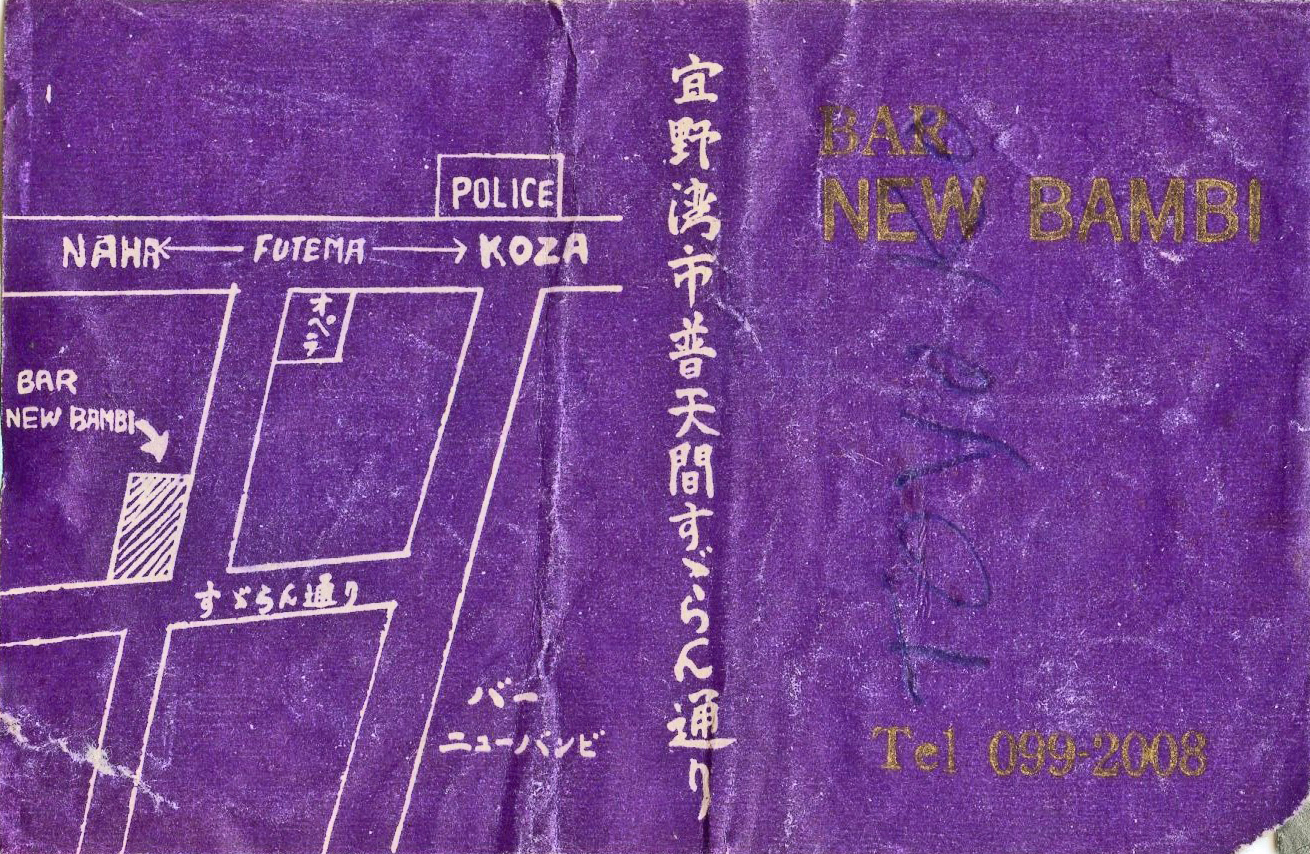 POLICE
NAHA ← FUTEMA → KOZA
オペラ
BAR
NEW BAMBI
すゞらん通り
バー
ニューバンビ
宜野湾市普天間すゞらん通り
BAR
NEW BAMBI
Toyoko
Tel 099-2008